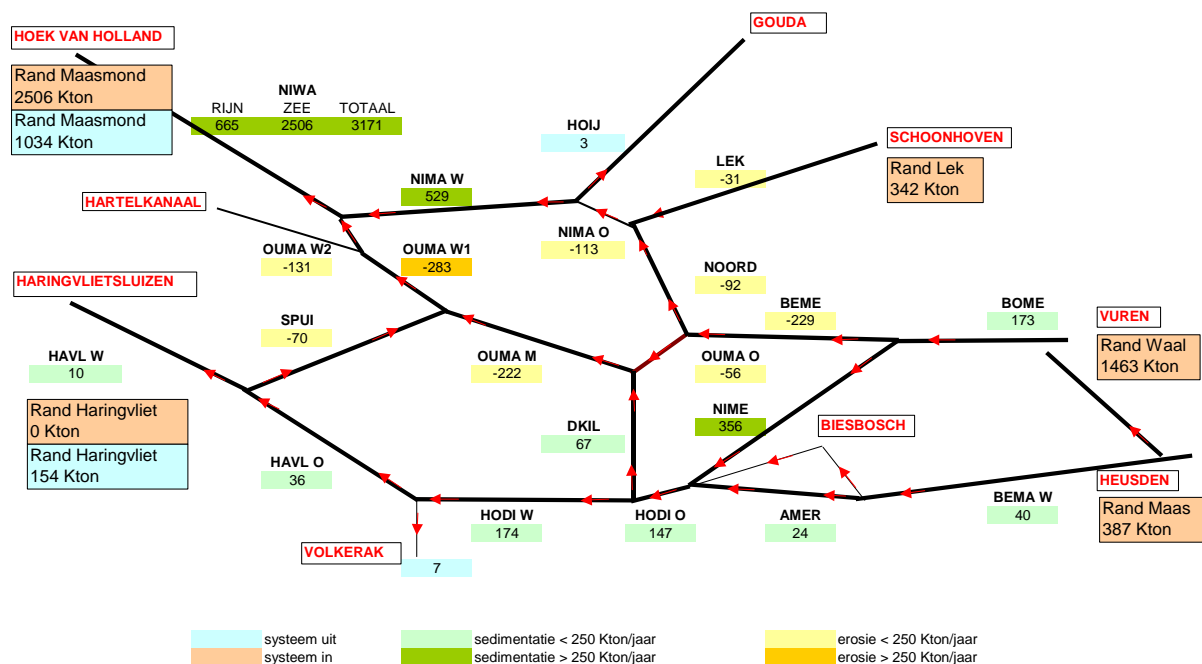 GOUDA
HOEK VAN HOLLAND
Rand Maasmond
2506 Kton
Rand Maasmond
1034 Kton
NIWA
RIJN ZEE TOTAAL
665 2506 3171
HOIJ
3
SCHOONHOVEN
Rand Lek
342 Kton
LEK
-31
NIMA W
529
HARTELKANAAL
NIMA O
-113
OUMA W2
-131
OUMA W1
-283
NOORD
-92
HARINGVLIETSLUIZEN
BEME
-229
BOME
173
VUREN
Rand Waal
1463 Kton
SPUI
-70
HAVL W
10
OUMA M
-222
OUMA O
-56
Rand Haringvliet
0 Kton
Rand Haringvliet
154 Kton
NIME
356
DKIL
67
BIESBOSCH
HAVL O
36
HEUSDEN
Rand Maas
387 Kton
BEMA W
40
HODI W
174
HODI O
147
AMER
24
VOLKERAK
7
systeem uit
systeem in
sedimentatie < 250 Kton/jaar
sedimentatie > 250 Kton/jaar
erosie < 250 Kton/jaar
erosie > 250 Kton/jaar